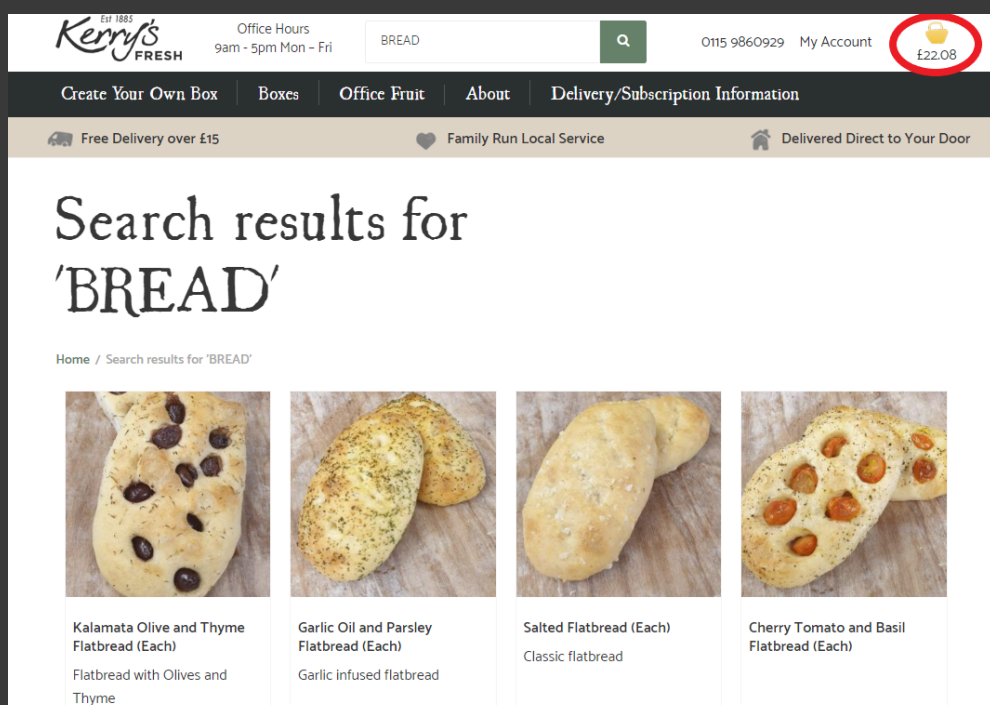 Est 1885
Kerry's
FRESH
Office Hours
9am - 5pm Mon – Fri
BREAD
0115 9860929
My Account
£22.08
Create Your Own Box
Boxes
Office Fruit
About
Delivery/Subscription Information
Free Delivery over £15
Family Run Local Service
Delivered Direct to Your Door
Search results for
'BREAD'
Home / Search results for 'BREAD'
Kalamata Olive and Thyme
Flatbread (Each)
Flatbread with Olives and
Thyme
Garlic Oil and Parsley
Flatbread (Each)
Garlic infused flatbread
Salted Flatbread (Each)
Classic flatbread
Cherry Tomato and Basil
Flatbread (Each)